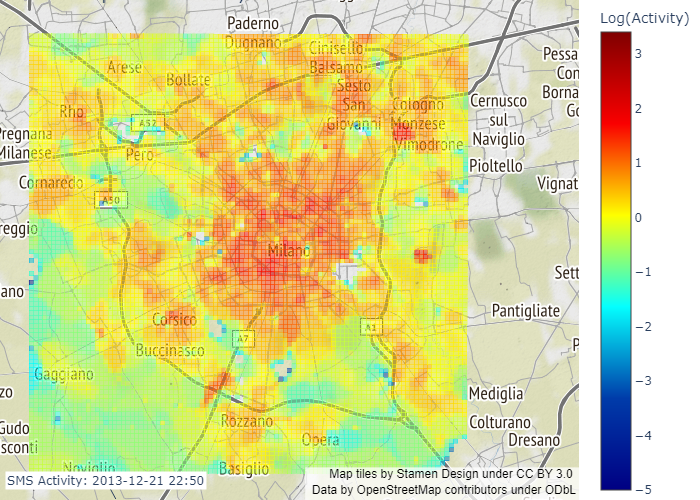 Log(Activity)
3
2
1
0
−1
−2
−3
−4
−5
Paderno
Dugnano
Cinisello
Balsamo
Arese
Bollate
Sesto
San
Giovanni
Cologno
Monzese
Vimodrone
Pessa
Con
Borna
Go
Cernusco
sul
Naviglio
Pioltello
Vignat
Rho
A52
Pregnana
Milanese
Pero
Cornaredo
A50
reggio
Milano
Sett
ano
Pantigliate
P
Corsico
A7
A1
Buccinasco
Gaggiano
zo
Mediglia
Gudo
sconti
Rozzano
Opera
Colturano
Dresano
Noviglio
Basiglio
SMS Activity: 2013-12-21 22:50
Map tiles by Stamen Design under CC BY 3.0
Data by OpenStreetMap contributors under ODbL